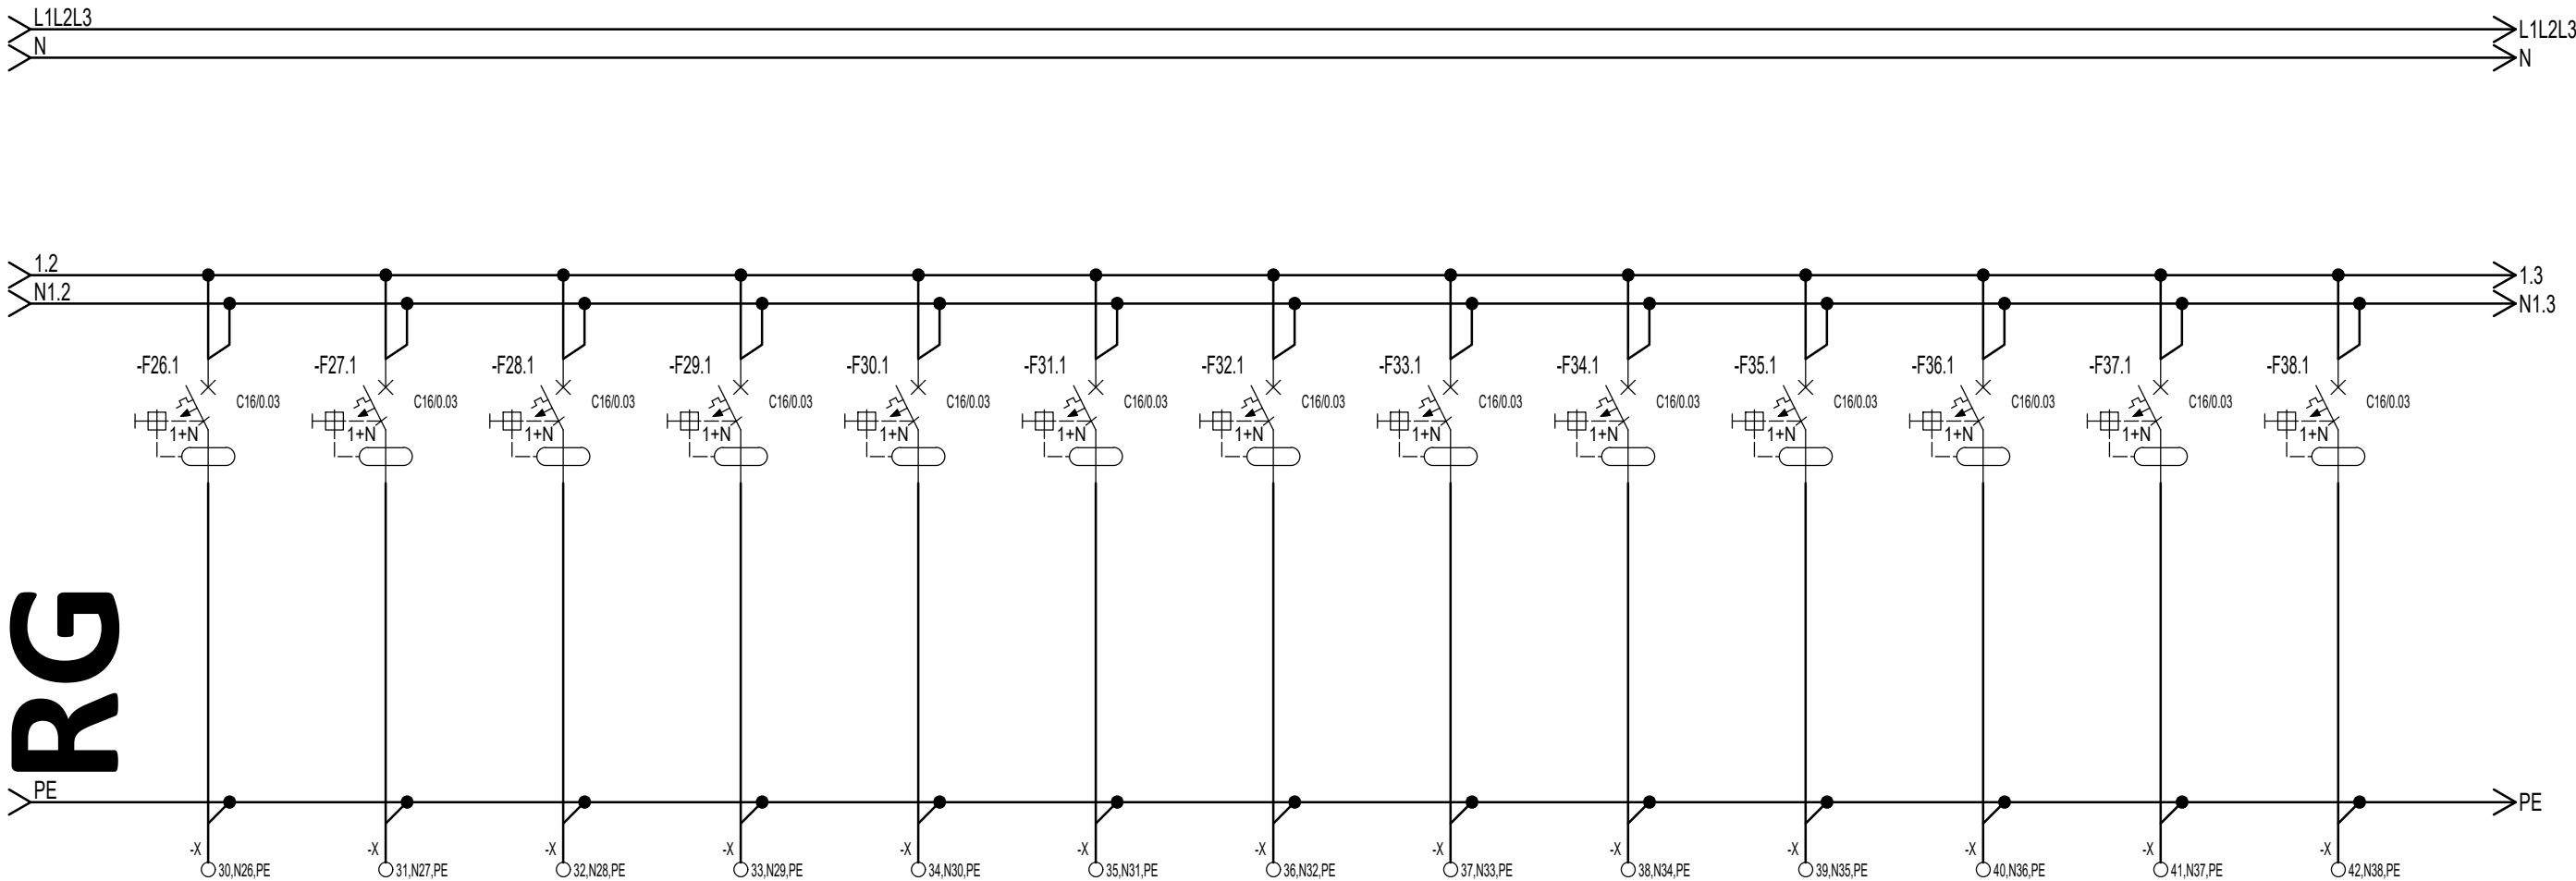 L1L2L3 L1L2L3
N N
1.2 1.3
N1.2 N1.3
-F26.1 -F27.1 -F28.1 -F29.1 -F30.1 -F31.1 -F32.1 -F33.1 -F34.1 -F35.1 -F36.1 -F37.1 -F38.1
C16/0.03 C16/0.03 C16/0.03 C16/0.03 C16/0.03 C16/0.03 C16/0.03 C16/0.03 C16/0.03 C16/0.03 C16/0.03 C16/0.03 C16/0.03
1+N 1+N 1+N 1+N 1+N 1+N 1+N 1+N 1+N 1+N 1+N 1+N 1+N
RG
PE PE
-X -X -X -X -X -X -X -X -X -X -X -X -X
30,N26,PE 31,N27,PE 32,N28,PE 33,N29,PE 34,N30,PE 35,N31,PE 36,N32,PE 37,N33,PE 38,N34,PE 39,N35,PE 40,N36,PE 41,N37,PE 42,N38,PE